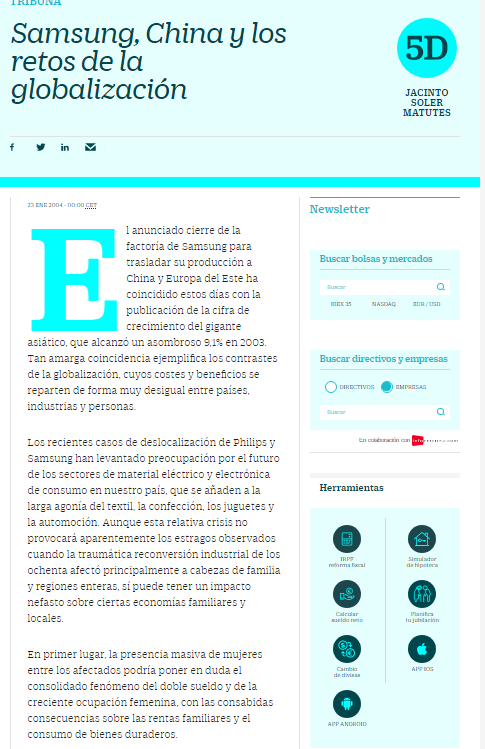 TRIBUNA
Samsung, China y los
retos de la
globalización
5D
JACINTO
SOLER
MATUTES
23 ENE 2004 - 00:00 CET
El anunciado cierre de la
factoría de Samsung para
trasladar su producción a
China y Europa del Este ha
coincidido estos días con la
publicación de la cifra de
crecimiento del gigante
asiático, que alcanzó un asombroso 9,1% en 2003.
Tan amarga coincidencia ejemplifica los contrastes
de la globalización, cuyos costes y beneficios se
reparten de forma muy desigual entre países,
industrias y personas.
Los recientes casos de deslocalización de Philips y
Samsung han levantado preocupación por el futuro
de los sectores de material eléctrico y electrónica
de consumo en nuestro país, que se añaden a la
larga agonía del textil, la confección, los juguetes y
la automoción. Aunque esta relativa crisis no
provocará aparentemente los estragos observados
cuando la traumática reconversión industrial de los
ochenta afectó principalmente a cabezas de familia
y regiones enteras, sí puede tener un impacto
nefasto sobre ciertas economías familiares y
locales.
En primer lugar, la presencia masiva de mujeres
entre los afectados podría poner en duda el
consolidado fenómeno del doble sueldo y de la
creciente ocupación femenina, con las consabidas
consecuencias sobre las rentas familiares y el
consumo de bienes duraderos.
Newsletter
Buscar bolsas y mercados
Buscar
IBEX 35 NASDAQ EUR / USD
Buscar directivos y empresas
DIRECTIVOS EMPRESAS
Buscar
En colaboración con
Herramientas
IRPF
reforma fiscal
Simulador
de hipoteca
Calcular
sueldo neto
Planifica
tu jubilación
Cambio
de divisas
APP IOS
APP ANDROID